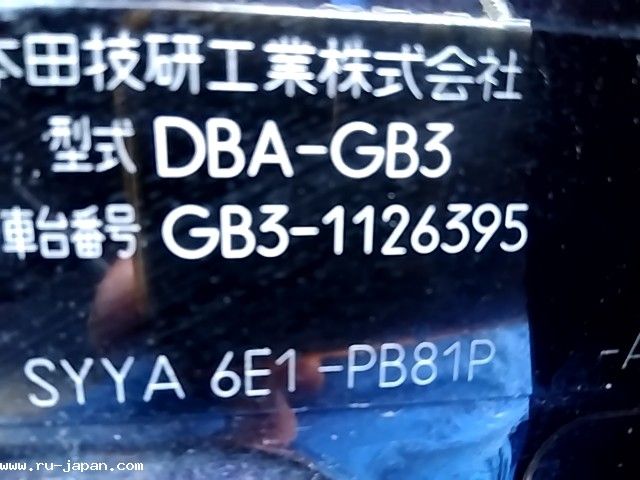 本田技研工業株式会社
型式 DBA-GB3
車台番号 GB3-1126395
SYYA 6E1-PB81P -A
www.ru-japan.com